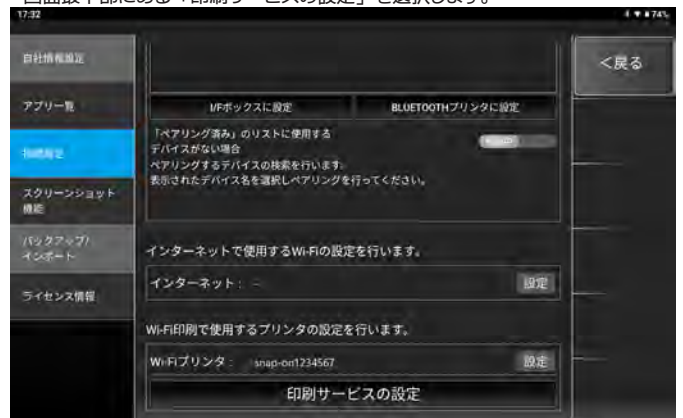 画面最下部にある「印刷サービスの設定」を選択します。
17:32
74%
自社情報設定
<戻る
アプリ一覧
I/Fボックスに設定
BLUETOOTHプリンタに設定
「ペアリング済み」のリストに使用する
デバイスがない場合
ペアリングするデバイスの検索を行います。
表示されたデバイス名を選択しペアリングを行ってください。
スクリーンショット
機能
バックアップ/
インポート
インターネットで使用するWi-Fiの設定を行います。
インターネット: -
設定
ライセンス情報
Wi-Fi印刷で使用するプリンタの設定を行います。
Wi-Fiプリンタ: snap-on1234567
設定
印刷サービスの設定